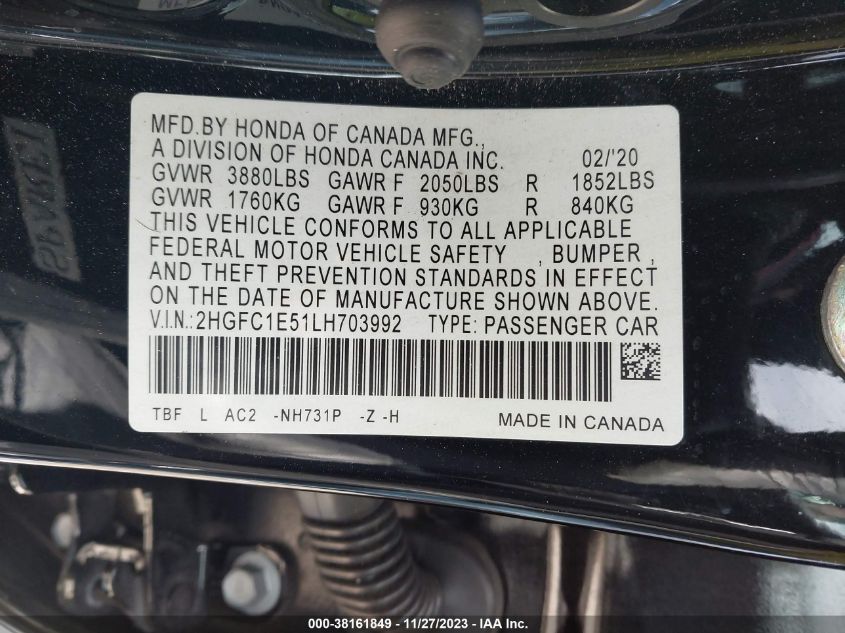 MFD.BY HONDA OF CANADA MFG.,
A DIVISION OF HONDA CANADA INC. 02/'20
GVWR 3880LBS GAWR F 2050LBS R 1852LBS
GVWR 1760KG GAWR F 930KG R 840KG
THIS VEHICLE CONFORMS TO ALL APPLICABLE
FEDERAL MOTOR VEHICLE SAFETY , BUMPER ,
AND THEFT PREVENTION STANDARDS IN EFFECT
ON THE DATE OF MANUFACTURE SHOWN ABOVE.
V.I.N.:2HGFC1E51LH703992 TYPE: PASSENGER CAR
TBF L AC2 -NH731P -Z -H MADE IN CANADA
000-38161849 - 11/27/2023 - IAA Inc.